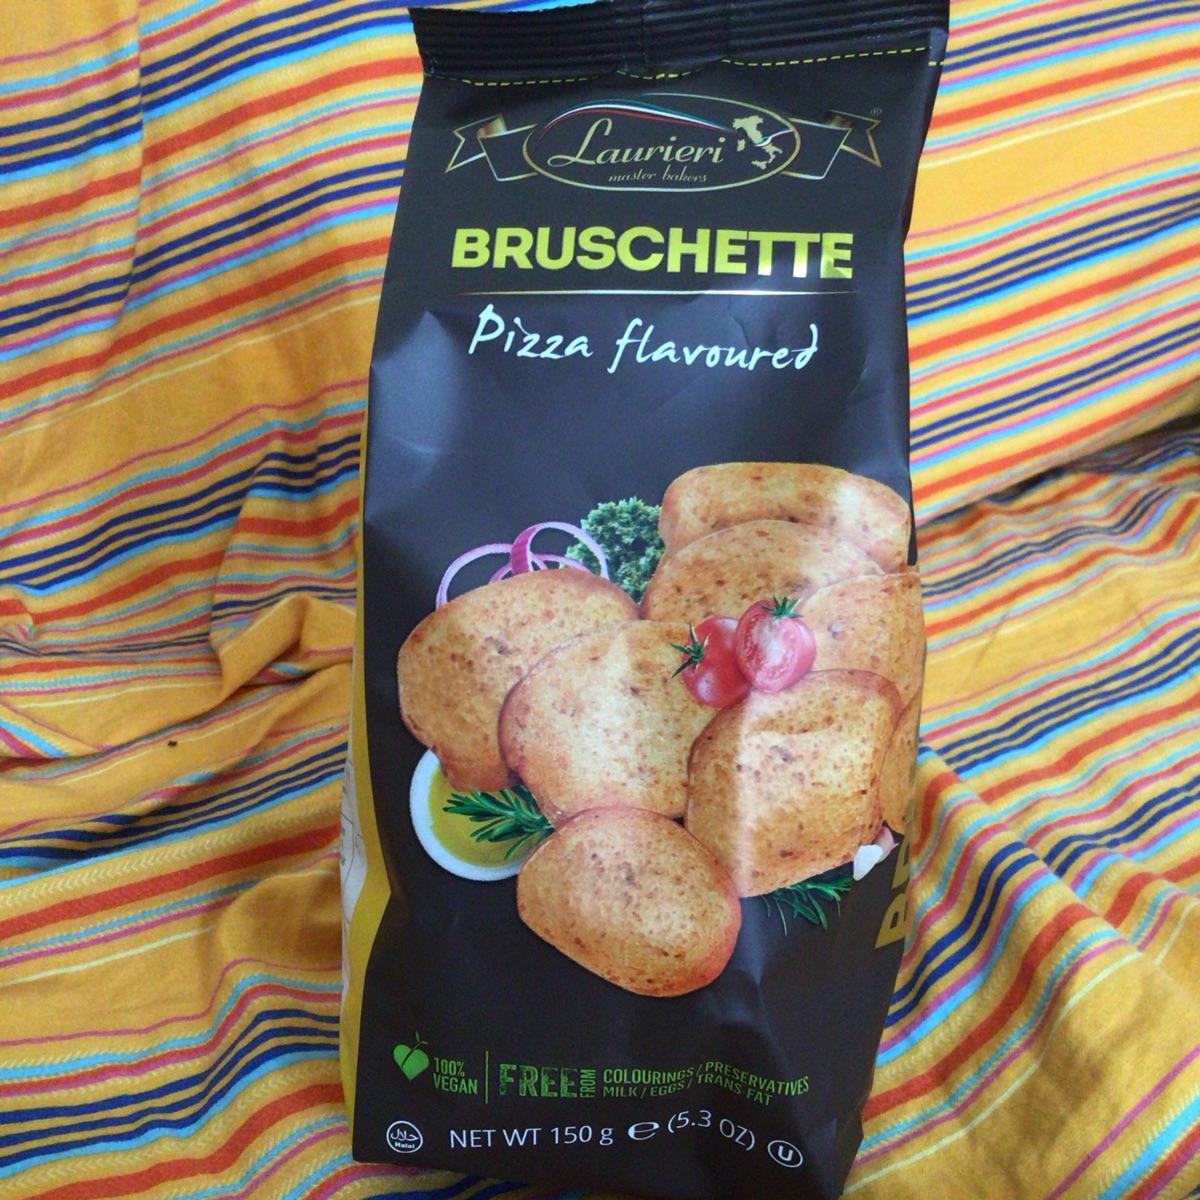 Laurieri
®
master bakers
BRUSCHETTE
Pizza flavoured
100%
VEGAN
FREE FROM
COLOURINGS / PRESERVATIVES
MILK / EGGS / TRANS-FAT
حلال
Halal
NET WT 150 g ℮ (5.3 OZ)
U